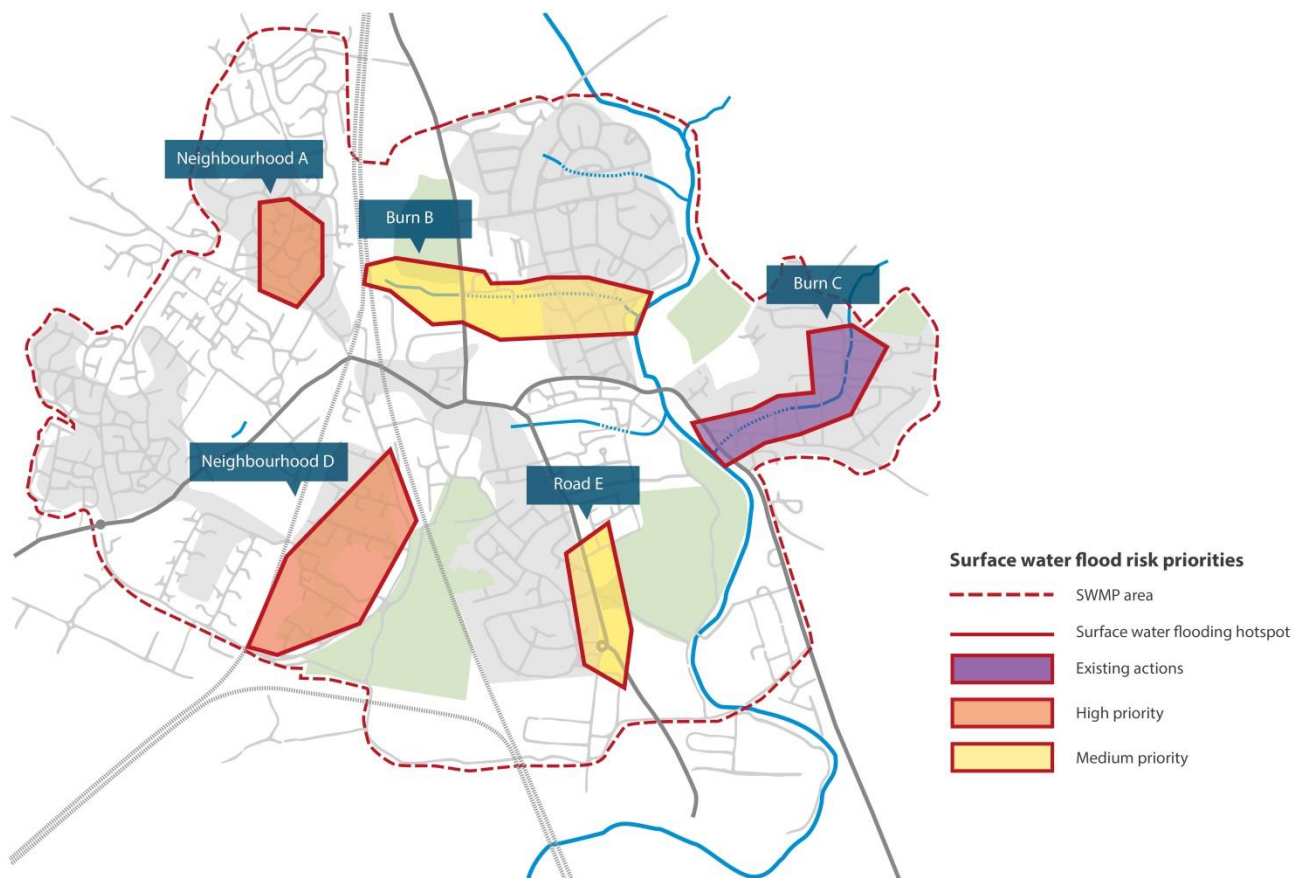 Neighbourhood A
Burn B
Burn C
Neighbourhood D
Road E
Surface water flood risk priorities
SWMP area
Surface water flooding hotspot
Existing actions
High priority
Medium priority